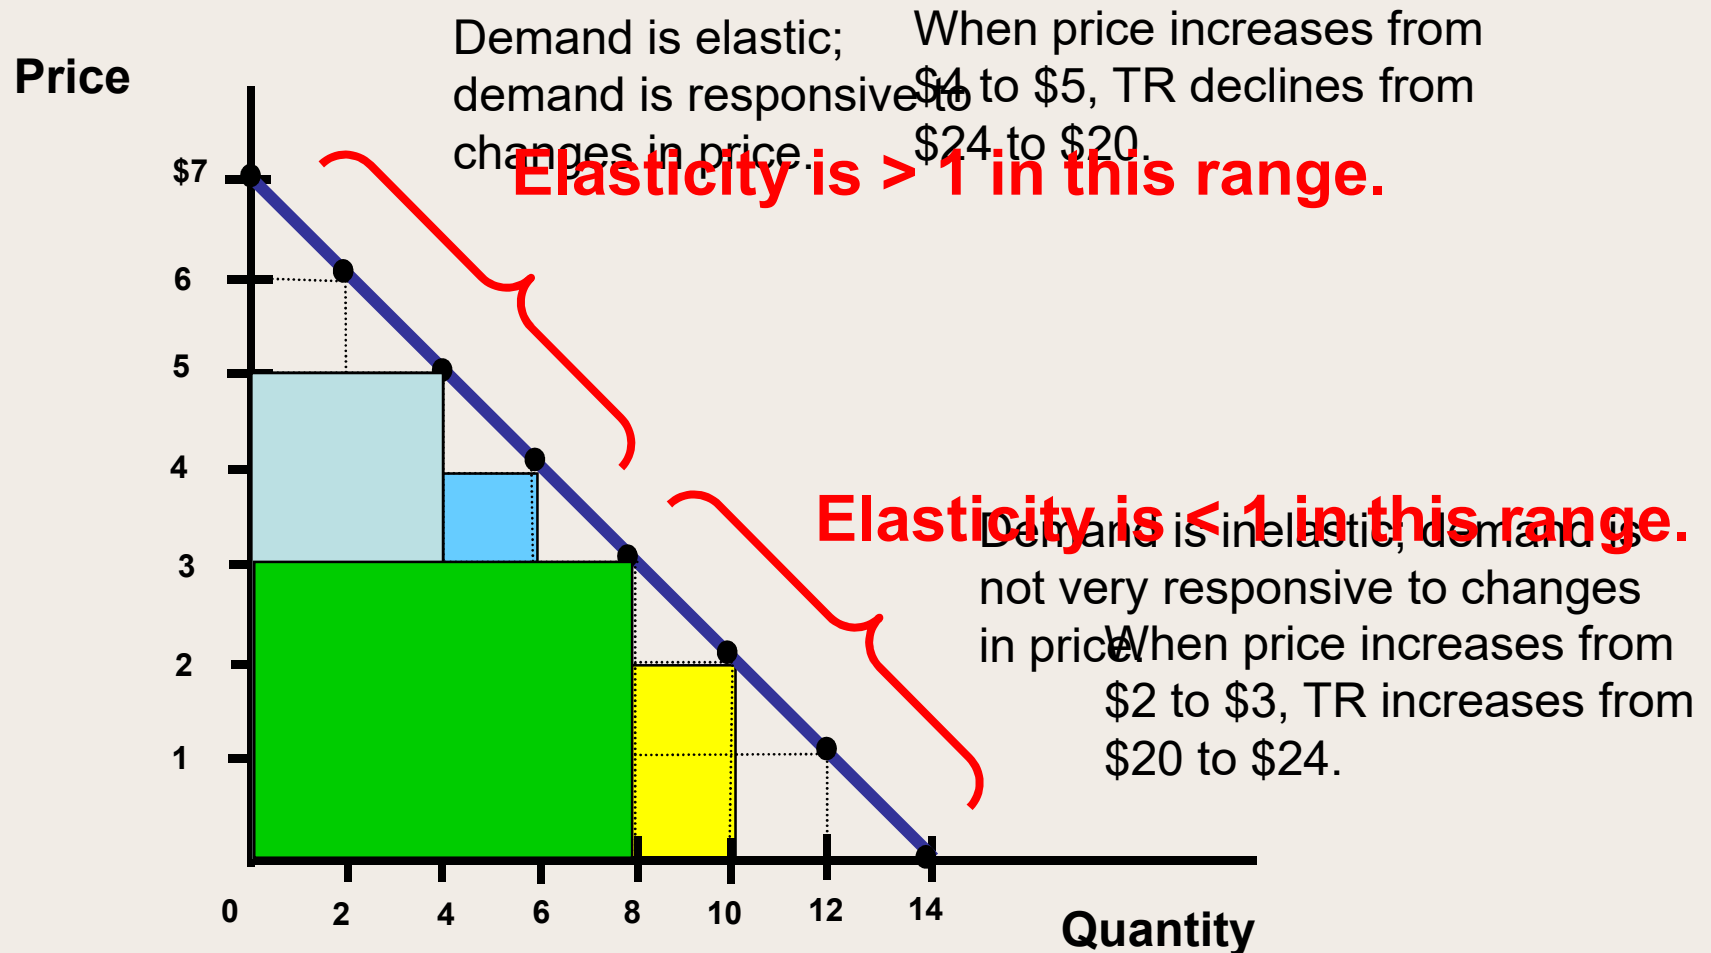 Demand is elastic;
demand is responsive to
changes in price.
When price increases from
$4 to $5, TR declines from
$24 to $20.
Price
Elasticity is > 1 in this range.
$7
6
5
4
3
2
1
Elasticity is < 1 in this range.
Demand is inelastic; demand is
not very responsive to changes
in price.
When price increases from
$2 to $3, TR increases from
$20 to $24.
0 2 4 6 8 10 12 14
Quantity